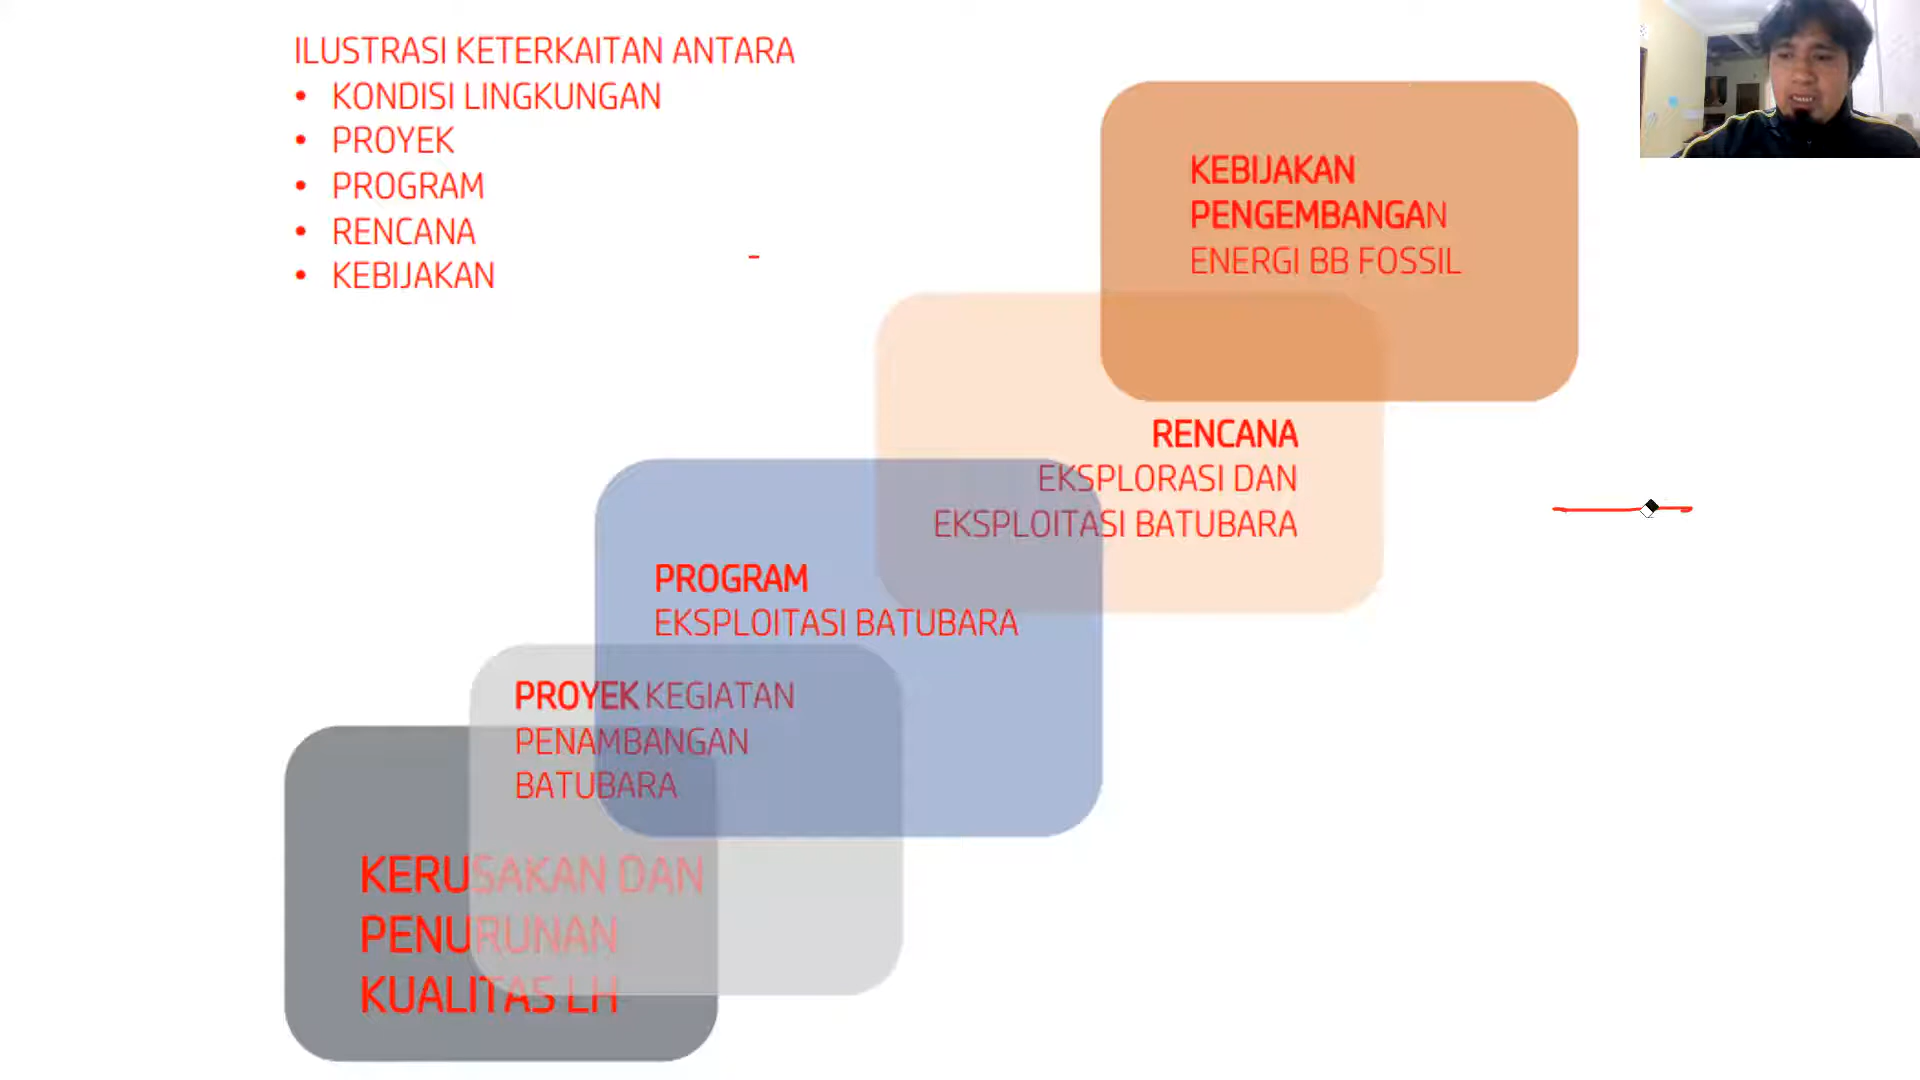 ILUSTRASI KETERKAITAN ANTARA
• KONDISI LINGKUNGAN
• PROYEK
• PROGRAM
• RENCANA
• KEBIJAKAN
KEBIJAKAN
PENGEMBANGAN
ENERGI BB FOSSIL
RENCANA
EKSPLORASI DAN
EKSPLOITASI BATUBARA
PROGRAM
EKSPLOITASI BATUBARA
PROYEK KEGIATAN
PENAMBANGAN
BATUBARA
KERUSAKAN DAN
PENURUNAN
KUALITAS LH